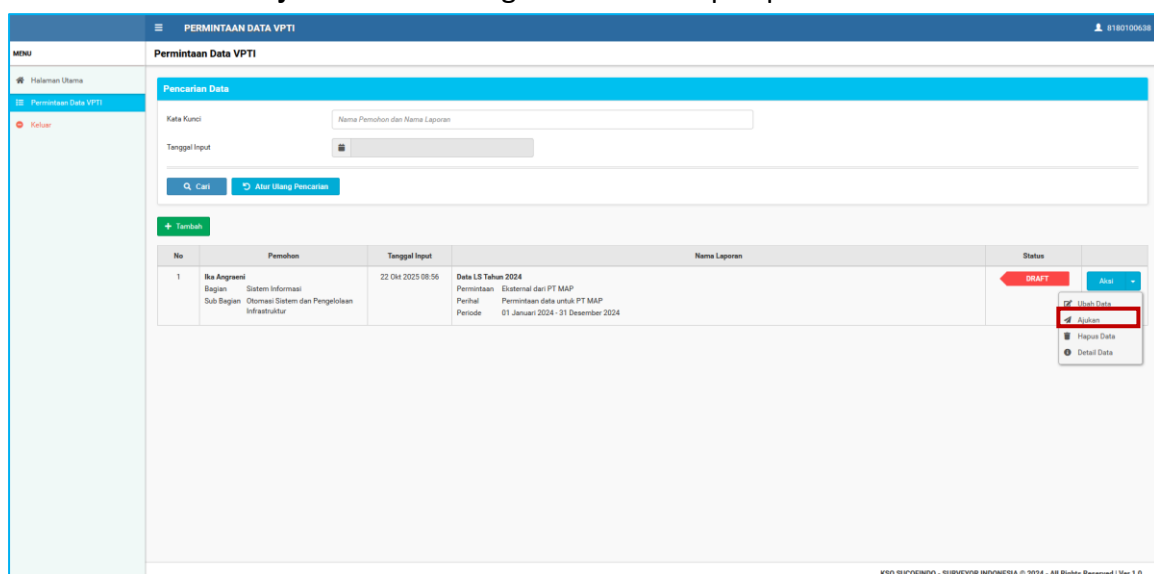 PERMINTAAN DATA VPTI
8180100638
MENU
Permintaan Data VPTI
Halaman Utama
Permintaan Data VPTI
Keluar
Pencarian Data
Kata Kunci
Nama Pemohon dan Nama Laporan
Tanggal Input
Cari
Atur Ulang Pencarian
+ Tambah
No Pemohon Tanggal Input Nama Laporan Status
1 Ika Angraeni 22 Okt 2025 08:56 Data LS Tahun 2024 DRAFT Aksi
Bagian Sistem Informasi Permintaan Eksternal dari PT MAP
Sub Bagian Otomasi Sistem dan Pengelolaan Perihal Permintaan data untuk PT MAP
Infrastruktur Periode 01 Januari 2024 - 31 Desember 2024
Ubah Data
Ajukan
Hapus Data
Detail Data
KSO SUCOFINDO - SURVEYOR INDONESIA © 2024 - All Rights Reserved | Ver 1.0